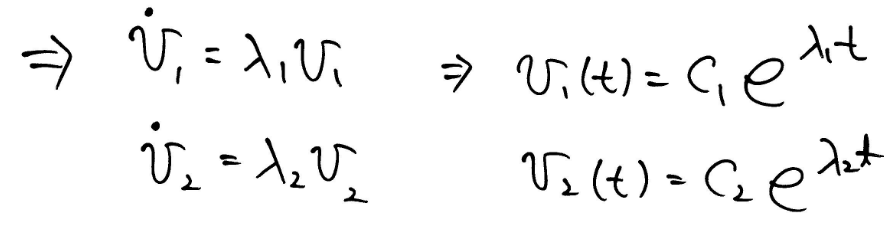 ⇒ v̇₁ = λ₁v₁ ⇒ v₁(t) = c₁e^{λ₁t}
v̇₂ = λ₂v₂ v₂(t) = c₂e^{λ₂t}